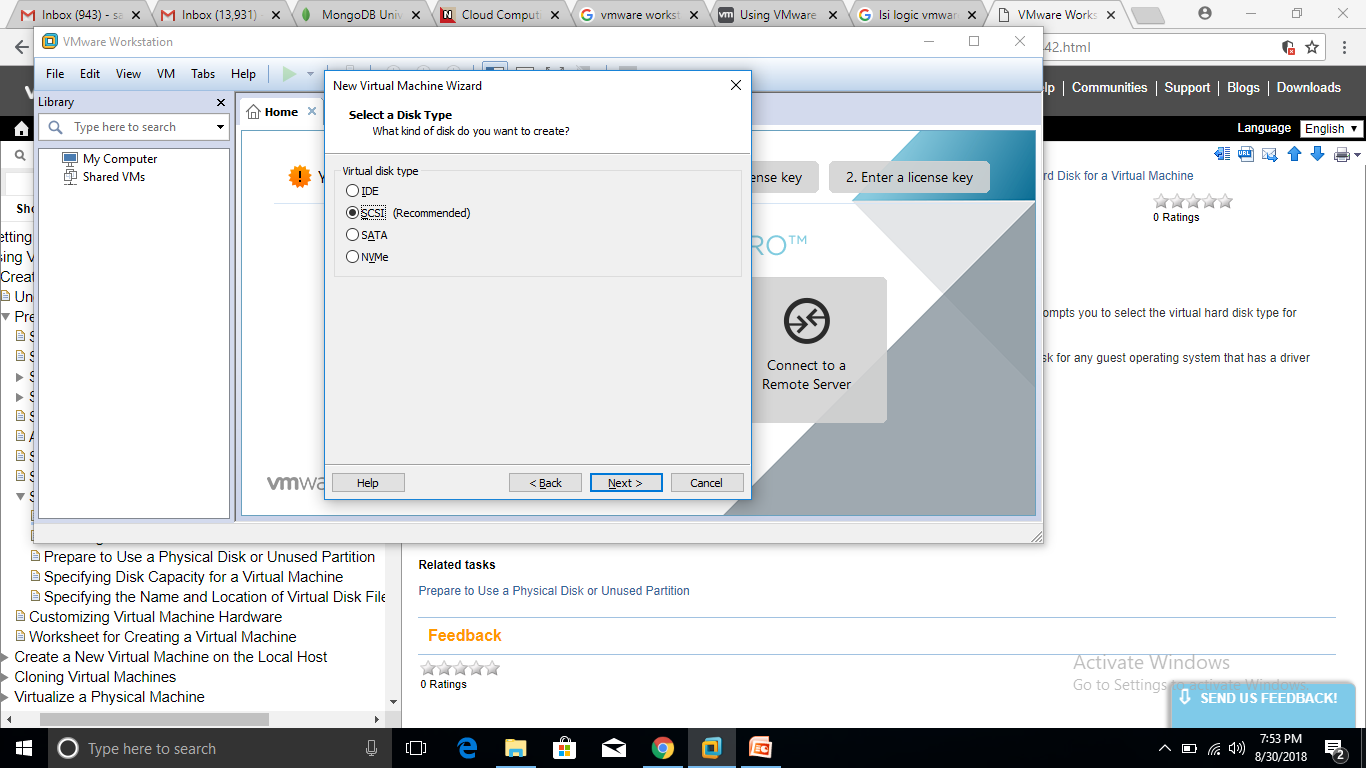 Inbox (943) - sa
Inbox (13,931) -
MongoDB Univ
Cloud Computi
vmware workst
Using VMware
lsi logic vmwar
VMware Works
42.html
VMware Workstation
File Edit View VM Tabs Help
Library
Type here to search
My Computer
Shared VMs
Home
New Virtual Machine Wizard
Select a Disk Type
What kind of disk do you want to create?
Virtual disk type
IDE
SCSI (Recommended)
SATA
NVMe
Help
< Back
Next >
Cancel
ense key
2. Enter a license key
RO™
Connect to a
Remote Server
vmwa
lp Communities Support Blogs Downloads
Language English
rd Disk for a Virtual Machine
0 Ratings
ompts you to select the virtual hard disk type for
sk for any guest operating system that has a driver
Sho
etting
sing V
Creat
Un
Pre
Prepare to Use a Physical Disk or Unused Partition
Specifying Disk Capacity for a Virtual Machine
Specifying the Name and Location of Virtual Disk File
Customizing Virtual Machine Hardware
Worksheet for Creating a Virtual Machine
Create a New Virtual Machine on the Local Host
Cloning Virtual Machines
Virtualize a Physical Machine
Related tasks
Prepare to Use a Physical Disk or Unused Partition
Feedback
0 Ratings
Activate Windows
Go to Settings to activate Windows.
SEND US FEEDBACK!
Type here to search
7:53 PM
8/30/2018
2